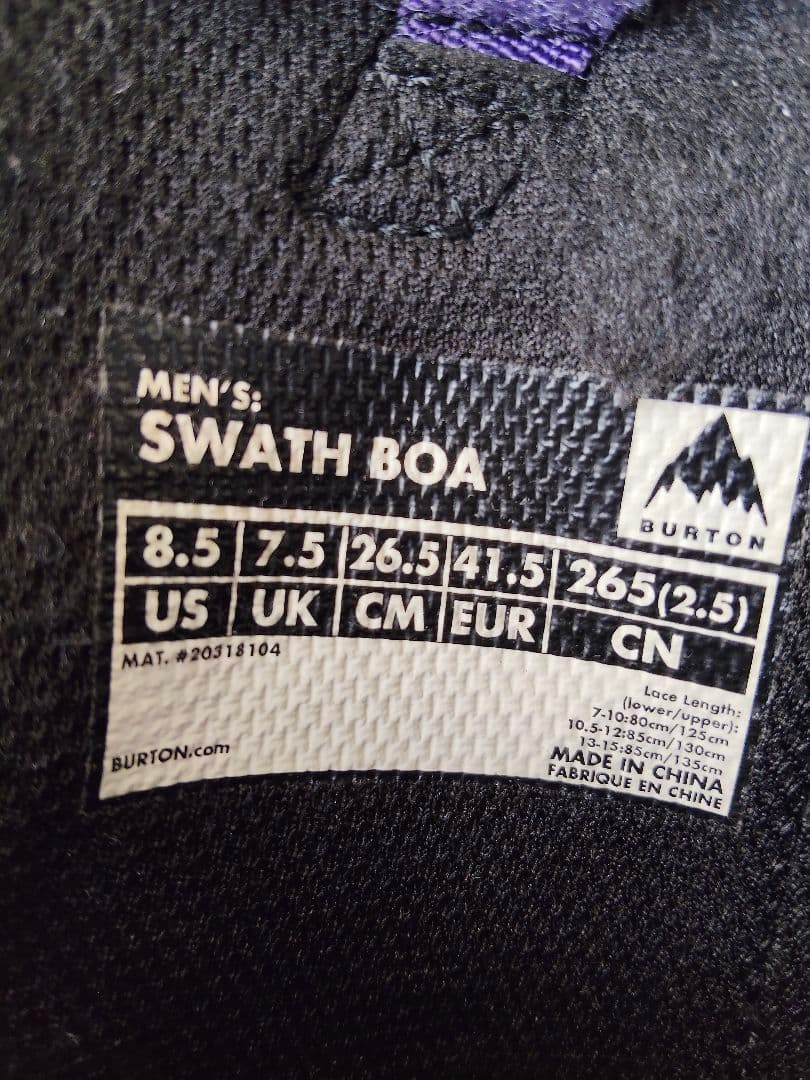 MEN'S:
SWATH BOA
BURTON
8.5 7.5 26.5 41.5 265(2.5)
US UK CM EUR CN
MAT. #20318104
Lace Length:
(lower/upper):
7-10:80cm/125cm
10.5-12:85cm/130cm
13-15:85cm/135cm
BURTON.com
MADE IN CHINA
FABRIQUE EN CHINE